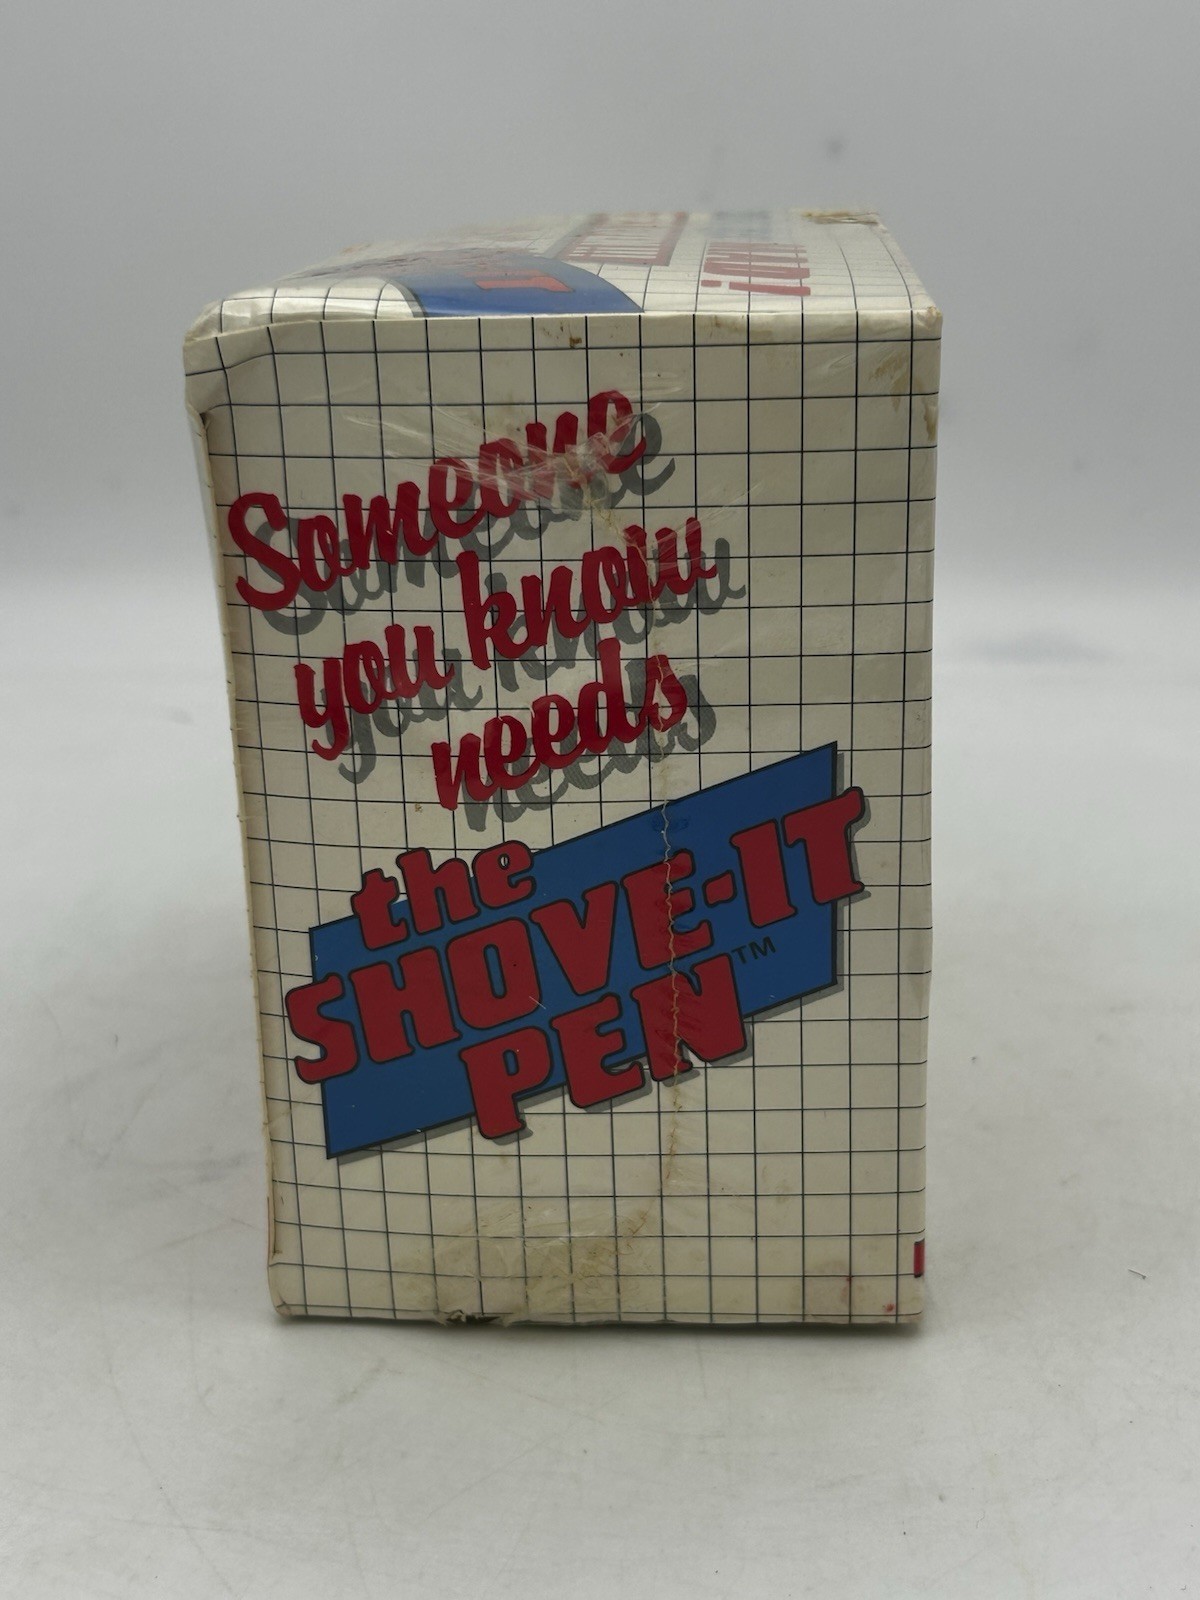 Someone
you know
needs
the
SHOVE-IT
PEN™